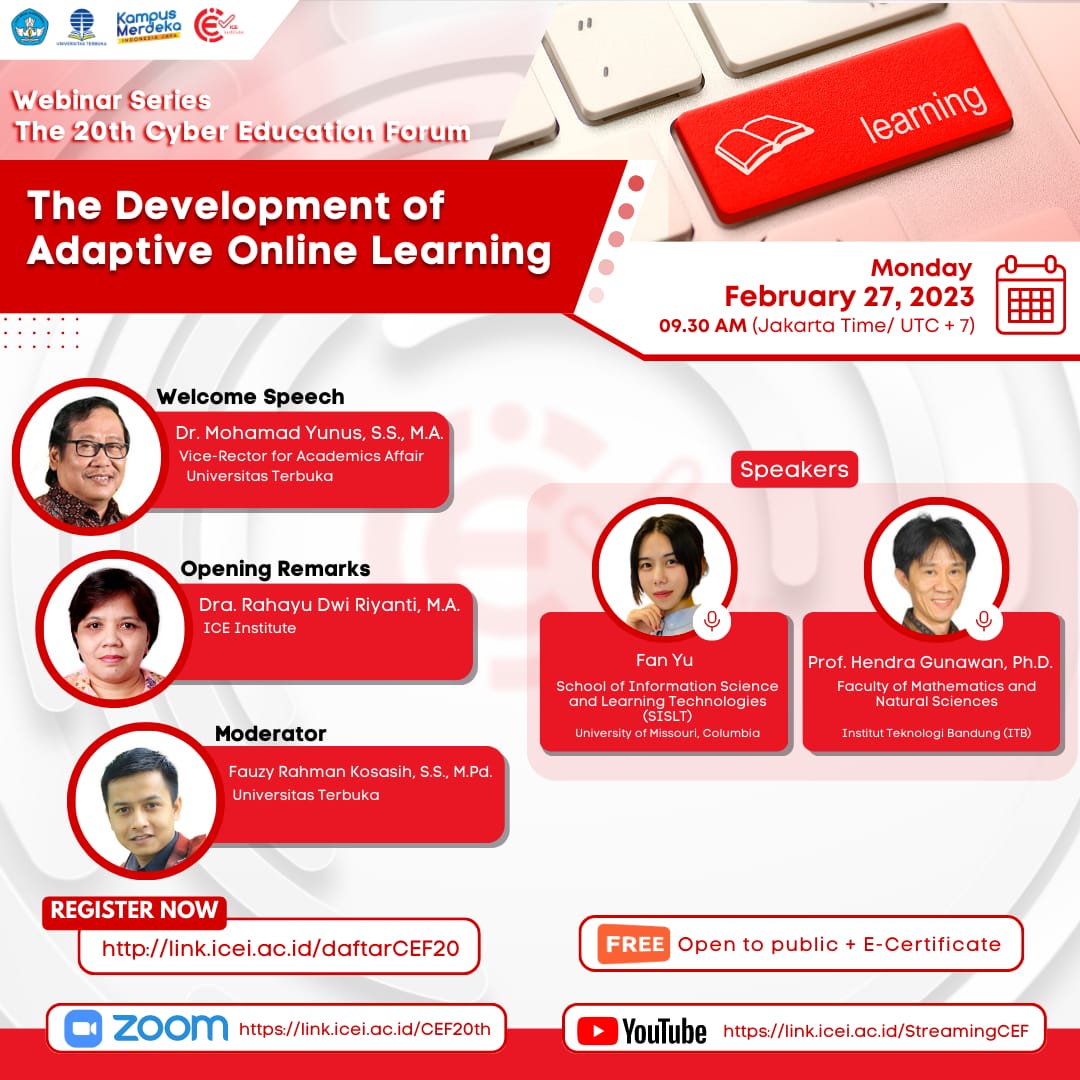 UNIVERSITAS TERBUKA
Kampus
Merdeka
INDONESIA JAYA
ICE
Institute
Webinar Series
The 20th Cyber Education Forum
learning
The Development of
Adaptive Online Learning
Monday
February 27, 2023
09.30 AM (Jakarta Time/ UTC + 7)
Welcome Speech
Dr. Mohamad Yunus, S.S., M.A.
Vice-Rector for Academics Affair
Universitas Terbuka
Opening Remarks
Dra. Rahayu Dwi Riyanti, M.A.
ICE Institute
Moderator
Fauzy Rahman Kosasih, S.S., M.Pd.
Universitas Terbuka
Speakers
Fan Yu
School of Information Science
and Learning Technologies
(SISLT)
University of Missouri, Columbia
Prof. Hendra Gunawan, Ph.D.
Faculty of Mathematics and
Natural Sciences
Institut Teknologi Bandung (ITB)
REGISTER NOW
http://link.icei.ac.id/daftarCEF20
FREE Open to public + E-Certificate
zoom https://link.icei.ac.id/CEF20th
YouTube https://link.icei.ac.id/StreamingCEF